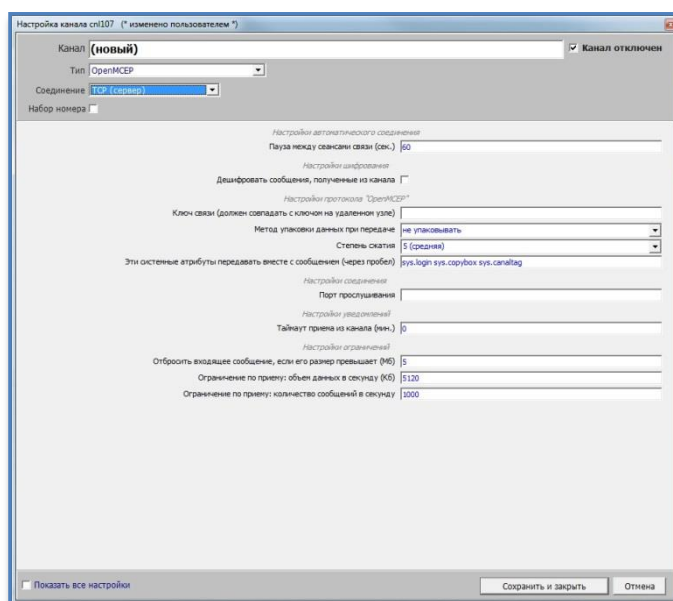 Настройка канала cnl107 (* изменено пользователем *)
Канал (новый) Канал отключен
Тип OpenMCEP
Соединение TCP (сервер)
Набор номера
Настройки автоматического соединения
Пауза между сеансами связи (сек.) 60
Настройки шифрования
Дешифровать сообщения, полученные из канала
Настройки протокола "OpenMCEP"
Ключ связи (должен совпадать с ключом на удаленном узле)
Метод упаковки данных при передаче не упаковывать
Степень сжатия 5 (средняя)
Эти системные атрибуты передавать вместе с сообщением (через пробел) sys.login sys.copybox sys.canaltag
Настройки соединения
Порт прослушивания
Настройки уведомлений
Таймаут приема из канала (мин.) 0
Настройки ограничений
Отбросить входящее сообщение, если его размер превышает (Мб) 5
Ограничение по приему: объем данных в секунду (Кб) 5120
Ограничение по приему: количество сообщений в секунду 1000
Показать все настройки Сохранить и закрыть Отмена